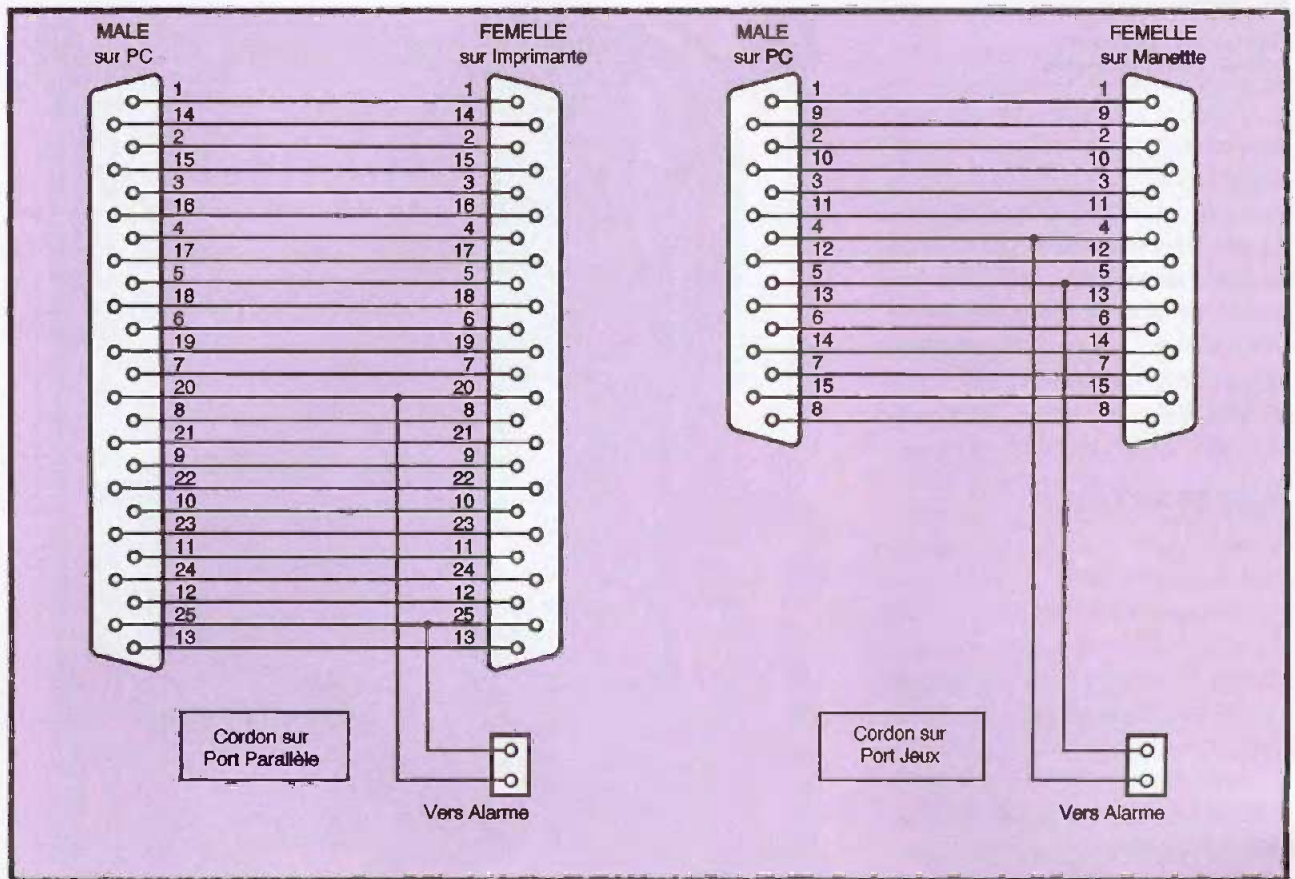 MALE
sur PC
FEMELLE
sur Imprimante
1 1
14 14
2 2
15 15
3 3
16 16
4 4
17 17
5 5
18 18
6 6
19 19
7 7
20 20
8 8
21 21
9 9
22 22
10 10
23 23
11 11
24 24
12 12
25 25
13 13
Cordon sur
Port Parallèle
Vers Alarme
MALE
sur PC
FEMELLE
sur Manettte
1 1
9 9
2 2
10 10
3 3
11 11
4 4
12 12
5 5
13 13
6 6
14 14
7 7
15 15
8 8
Cordon sur
Port Jeux
Vers Alarme